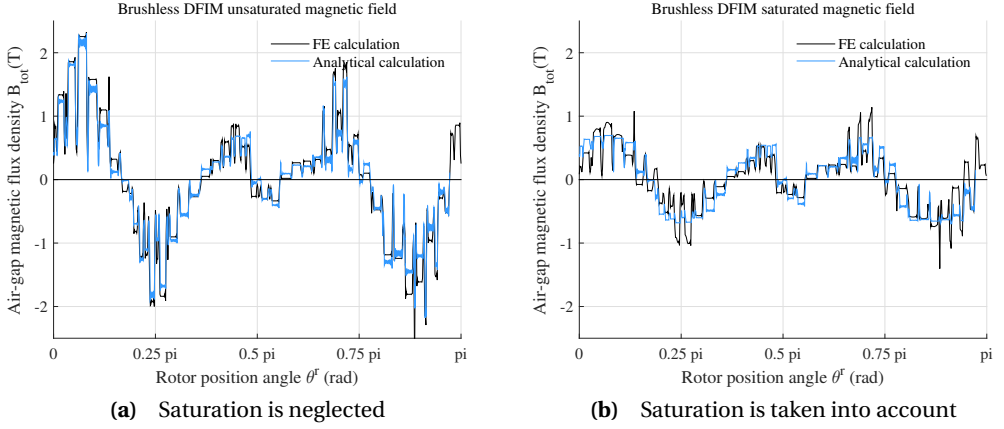 Brushless DFIM unsaturated magnetic field
Air-gap magnetic flux density B_tot(T)
2
1
0
-1
-2
FE calculation
Analytical calculation
0
0.25 pi
0.5 pi
0.75 pi
pi
Rotor position angle θ^r (rad)
(a) Saturation is neglected
Brushless DFIM saturated magnetic field
Air-gap magnetic flux density B_tot(T)
2
1
0
-1
-2
FE calculation
Analytical calculation
0
0.25 pi
0.5 pi
0.75 pi
pi
Rotor position angle θ^r (rad)
(b) Saturation is taken into account